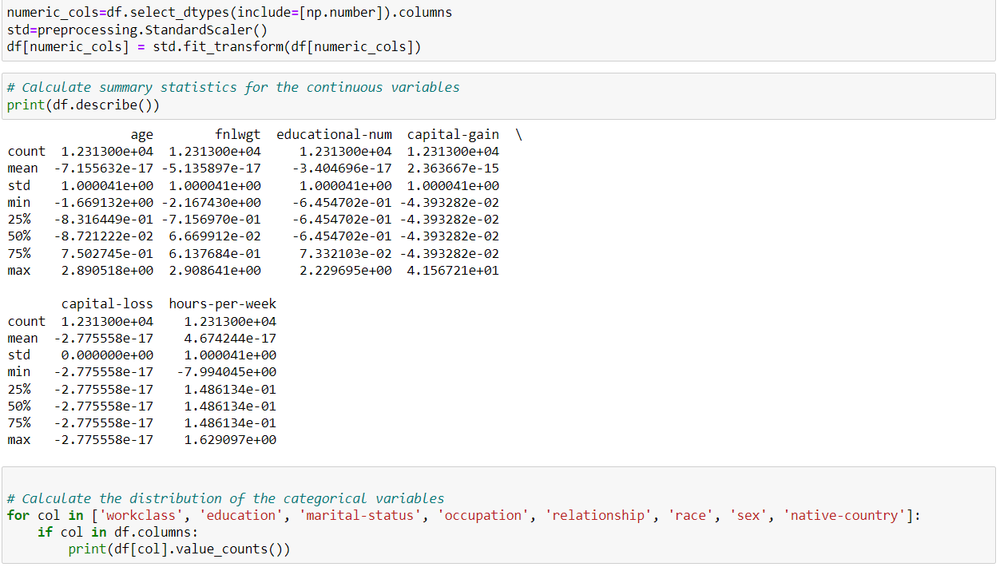 numeric_cols=df.select_dtypes(include=[np.number]).columns
std=preprocessing.StandardScaler()
df[numeric_cols] = std.fit_transform(df[numeric_cols])
# Calculate summary statistics for the continuous variables
print(df.describe())
age fnlwgt educational-num capital-gain \
count 1.231300e+04 1.231300e+04 1.231300e+04 1.231300e+04
mean -7.155632e-17 -5.135897e-17 -3.404696e-17 2.363667e-15
std 1.000041e+00 1.000041e+00 1.000041e+00 1.000041e+00
min -1.669132e+00 -2.167430e+00 -6.454702e-01 -4.393282e-02
25% -8.316449e-01 -7.156970e-01 -6.454702e-01 -4.393282e-02
50% -8.721222e-02 6.669912e-02 -6.454702e-01 -4.393282e-02
75% 7.502745e-01 6.137684e-01 7.332103e-02 -4.393282e-02
max 2.890518e+00 2.908641e+00 2.229695e+00 4.156721e+01
capital-loss hours-per-week
count 1.231300e+04 1.231300e+04
mean -2.775558e-17 4.674244e-17
std 0.000000e+00 1.000041e+00
min -2.775558e-17 -7.994045e+00
25% -2.775558e-17 1.486134e-01
50% -2.775558e-17 1.486134e-01
75% -2.775558e-17 1.486134e-01
max -2.775558e-17 1.629097e+00
# Calculate the distribution of the categorical variables
for col in ['workclass', 'education', 'marital-status', 'occupation', 'relationship', 'race', 'sex', 'native-country']:
    if col in df.columns:
        print(df[col].value_counts())